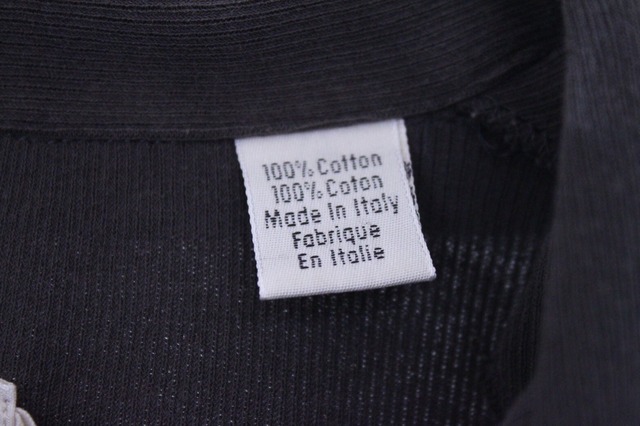 100% Cotton
100% Coton
Made In Italy
Fabrique
En Italie